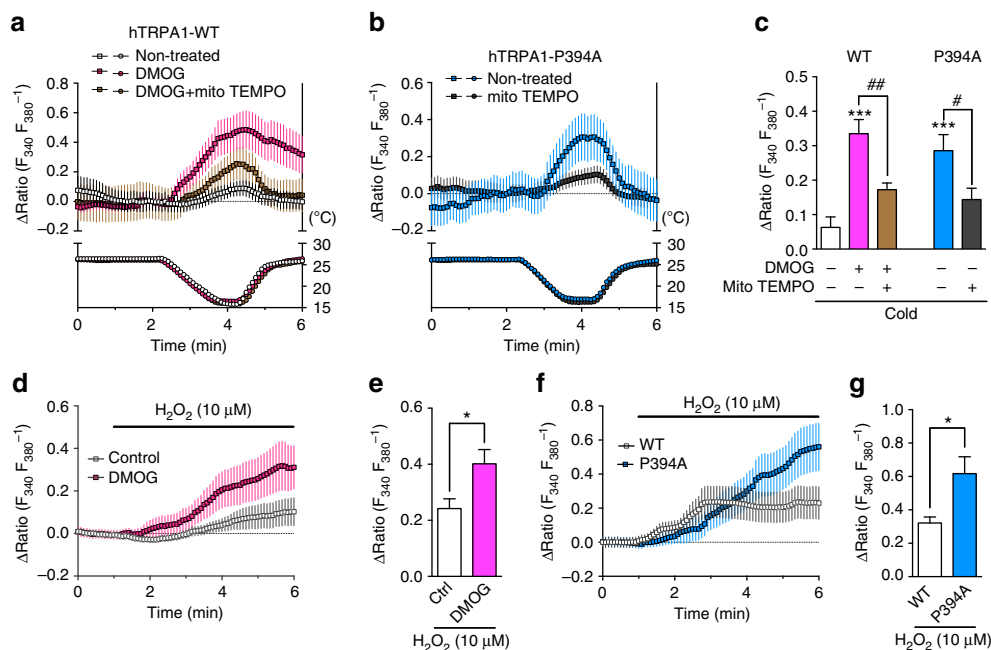 a
hTRPA1-WT
Non-treated
DMOG
DMOG+mito TEMPO
ΔRatio (F340 F380−1)
0.8
0.6
0.4
0.2
0.0
−0.2
(°C)
30
25
20
15
0 2 4 6
Time (min)
b
hTRPA1-P394A
Non-treated
mito TEMPO
ΔRatio (F340 F380−1)
0.6
0.4
0.2
0.0
−0.2
(°C)
30
25
20
15
0 2 4 6
Time (min)
c
WT P394A
ΔRatio (F340 F380−1)
0.5
0.4
0.3
0.2
0.1
0.0
*** ## *** #
DMOG − + + − −
Mito TEMPO − − + − +
Cold
d
H2O2 (10 μM)
Control
DMOG
ΔRatio (F340 F380−1)
0.6
0.4
0.2
0.0
−0.2
0 2 4 6
Time (min)
e
ΔRatio (F340 F380−1)
0.6
0.4
0.2
0.0
*
Ctrl DMOG
H2O2 (10 μM)
f
H2O2 (10 μM)
WT
P394A
ΔRatio (F340 F380−1)
0.8
0.6
0.4
0.2
0.0
−0.2
0 2 4 6
Time (min)
g
ΔRatio (F340 F380−1)
1.0
0.8
0.6
0.4
0.2
0.0
*
WT P394A
H2O2 (10 μM)